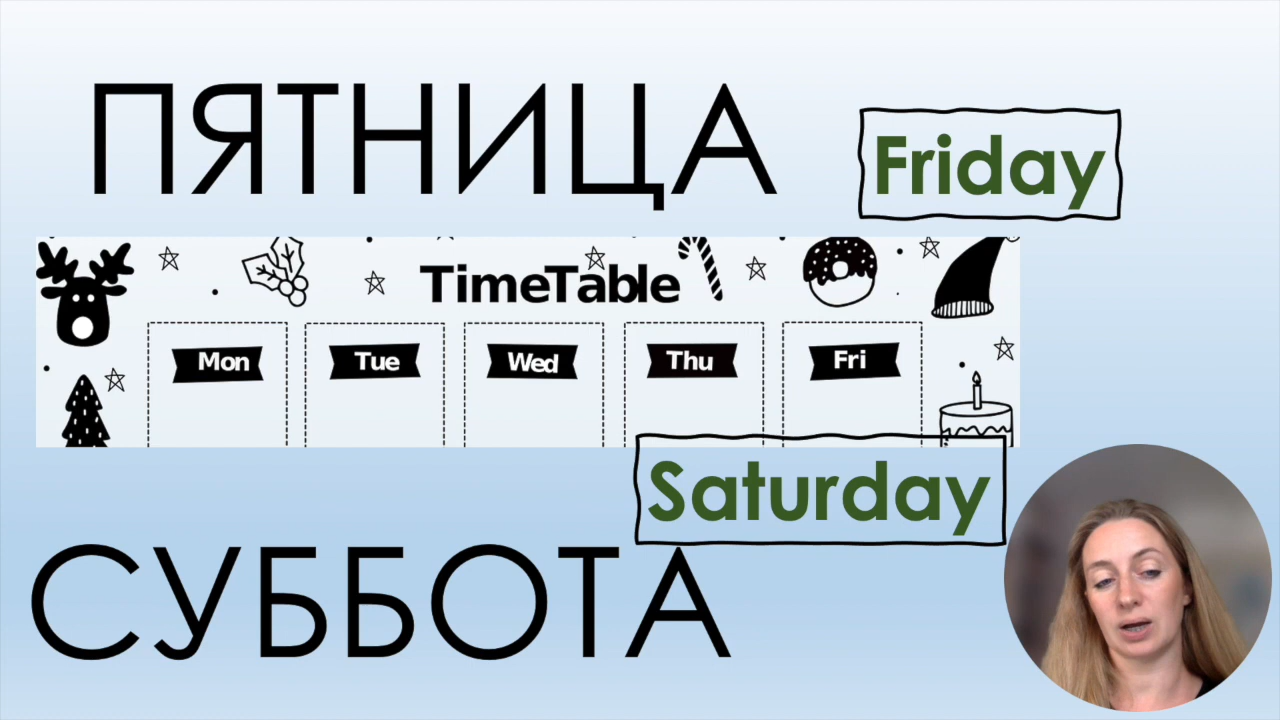 ПЯТНИЦА
Friday
TimeTable
Mon Tue Wed Thu Fri
Saturday
СУББОТА